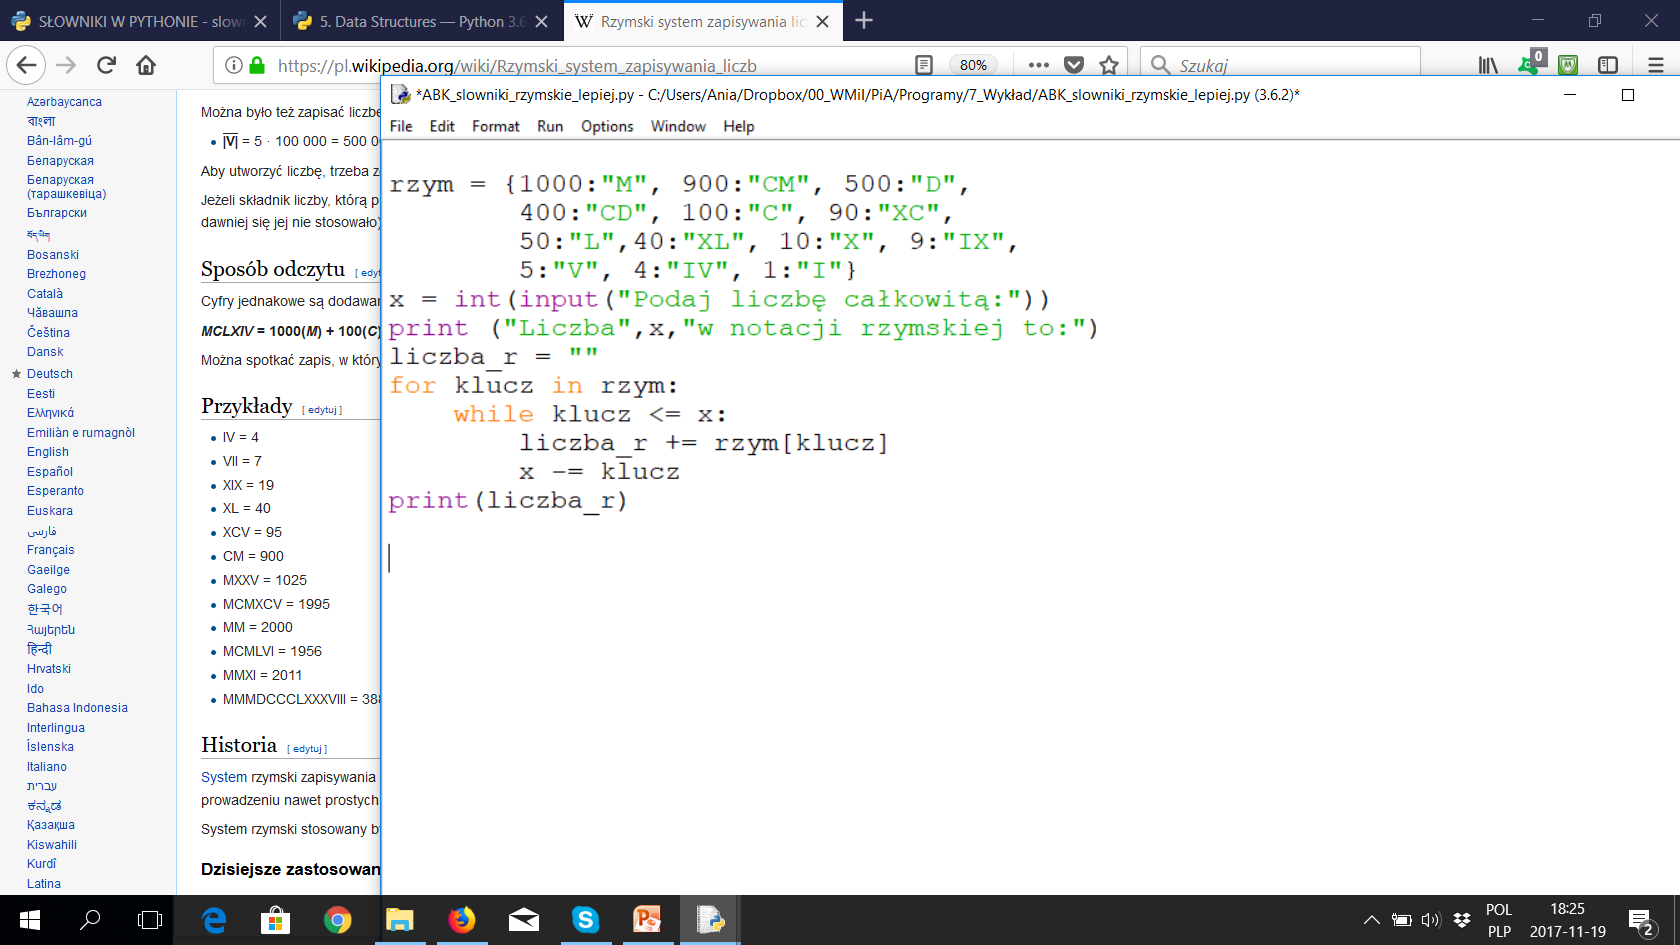 SŁOWNIKI W PYTHONIE - slow
5. Data Structures — Python 3.6
Rzymski system zapisywania lic
https://pl.wikipedia.org/wiki/Rzymski_system_zapisywania_liczb
80%
Szukaj
0
Azərbaycanca
বাংলা
Bân-lâm-gú
Беларуская
Беларуская
(тарашкевіца)
Български
བོད་ཡིག
Bosanski
Brezhoneg
Català
Чӑвашла
Čeština
Dansk
Deutsch
Eesti
Ελληνικά
Emiliàn e rumagnòl
English
Español
Esperanto
Euskara
فارسی
Français
Gaeilge
Galego
한국어
Հայերեն
हिन्दी
Hrvatski
Ido
Bahasa Indonesia
Interlingua
Íslenska
Italiano
עברית
ಕನ್ನಡ
Қазақша
Kiswahili
Kurdî
Latina
Można było też zapisać liczbę
|V| = 5 · 100 000 = 500 00
Aby utworzyć liczbę, trzeba z
Jeżeli składnik liczby, którą p
dawniej się jej nie stosowało)
Sposób odczytu [ edyt
Cyfry jednakowe są dodawan
MCLXIV = 1000(M) + 100(C)
Można spotkać zapis, w który
Przykłady [ edytuj ]
IV = 4
VII = 7
XIX = 19
XL = 40
XCV = 95
CM = 900
MXXV = 1025
MCMXCV = 1995
MM = 2000
MCMLVI = 1956
MMXI = 2011
MMMDCCCLXXXVIII = 388
Historia [ edytuj ]
System rzymski zapisywania
prowadzeniu nawet prostych
System rzymski stosowany b
Dzisiejsze zastosowan
*ABK_slowniki_rzymskie_lepiej.py - C:/Users/Ania/Dropbox/00_WMiI/PiA/Programy/7_Wykład/ABK_slowniki_rzymskie_lepiej.py (3.6.2)*
File Edit Format Run Options Window Help
rzym = {1000:"M", 900:"CM", 500:"D",
400:"CD", 100:"C", 90:"XC",
50:"L",40:"XL", 10:"X", 9:"IX",
5:"V", 4:"IV", 1:"I"}
x = int(input("Podaj liczbę całkowitą:"))
print ("Liczba",x,"w notacji rzymskiej to:")
liczba_r = ""
for klucz in rzym:
while klucz <= x:
liczba_r += rzym[klucz]
x -= klucz
print(liczba_r)
POL
PLP
18:25
2017-11-19
2